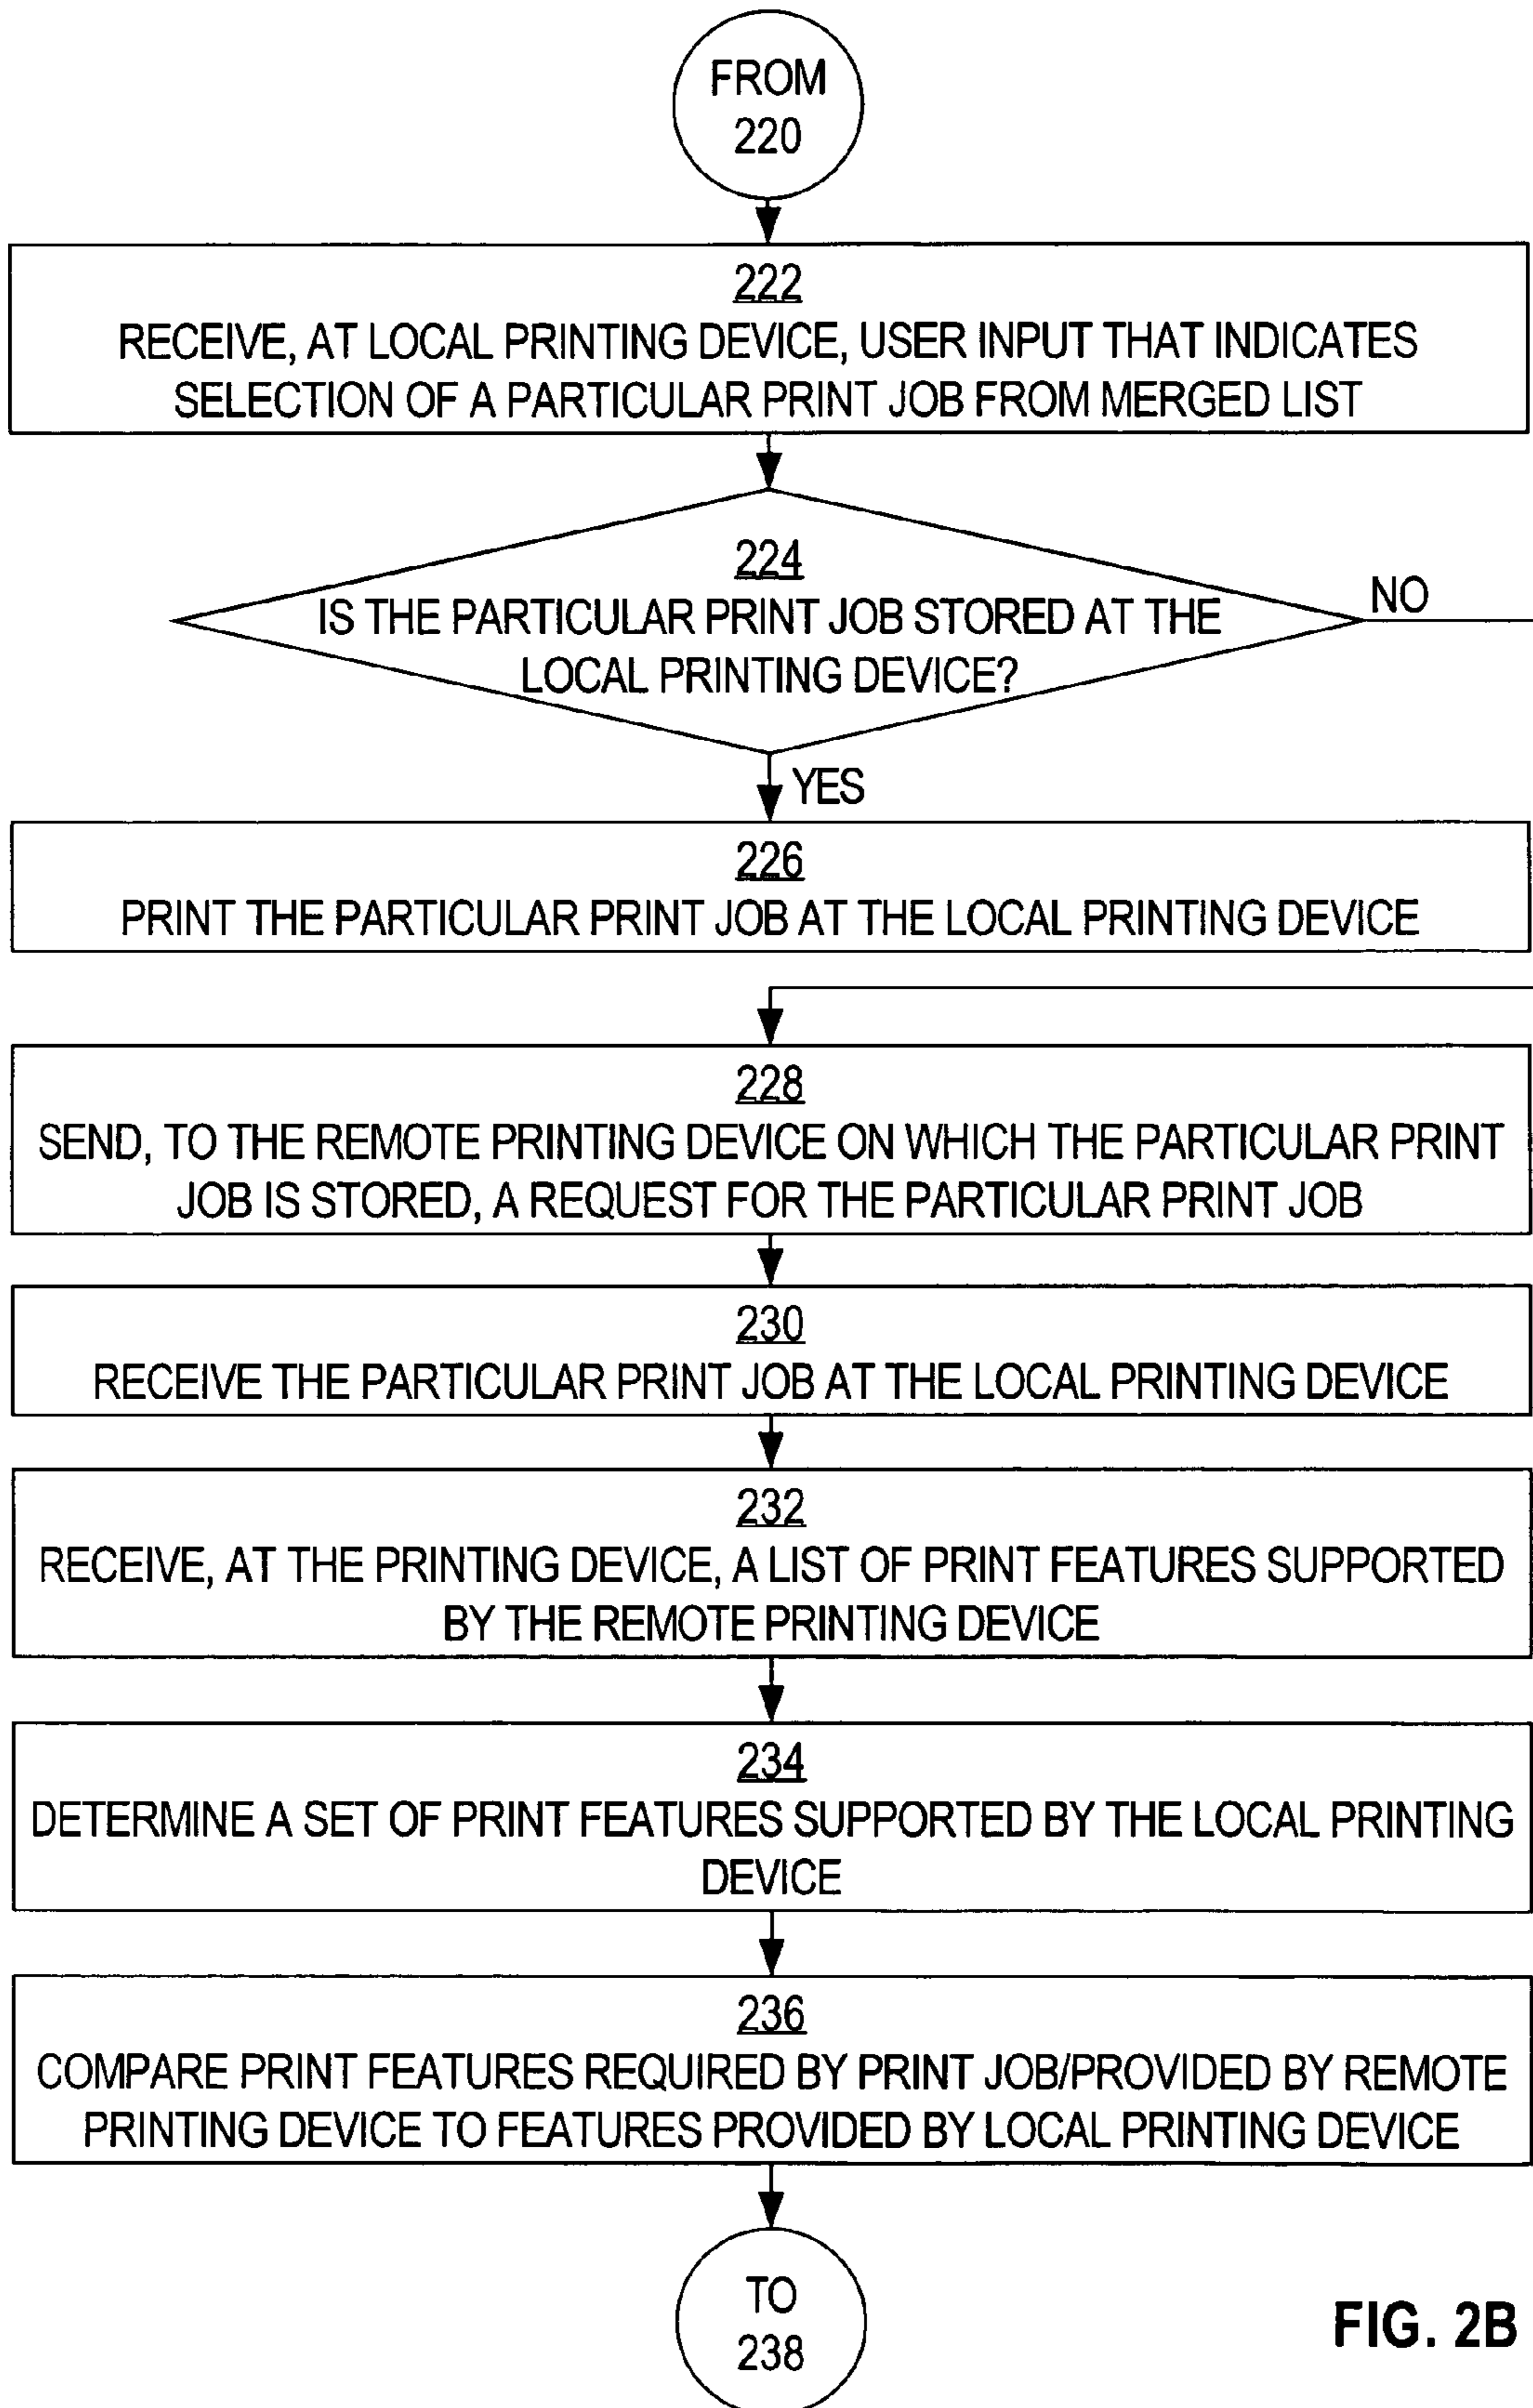 FROM
220
222
RECEIVE, AT LOCAL PRINTING DEVICE, USER INPUT THAT INDICATES
SELECTION OF A PARTICULAR PRINT JOB FROM MERGED LIST
224
IS THE PARTICULAR PRINT JOB STORED AT THE
LOCAL PRINTING DEVICE?
NO
YES
226
PRINT THE PARTICULAR PRINT JOB AT THE LOCAL PRINTING DEVICE
228
SEND, TO THE REMOTE PRINTING DEVICE ON WHICH THE PARTICULAR PRINT
JOB IS STORED, A REQUEST FOR THE PARTICULAR PRINT JOB
230
RECEIVE THE PARTICULAR PRINT JOB AT THE LOCAL PRINTING DEVICE
232
RECEIVE, AT THE PRINTING DEVICE, A LIST OF PRINT FEATURES SUPPORTED
BY THE REMOTE PRINTING DEVICE
234
DETERMINE A SET OF PRINT FEATURES SUPPORTED BY THE LOCAL PRINTING
DEVICE
236
COMPARE PRINT FEATURES REQUIRED BY PRINT JOB/PROVIDED BY REMOTE
PRINTING DEVICE TO FEATURES PROVIDED BY LOCAL PRINTING DEVICE
TO
238
FIG. 2B